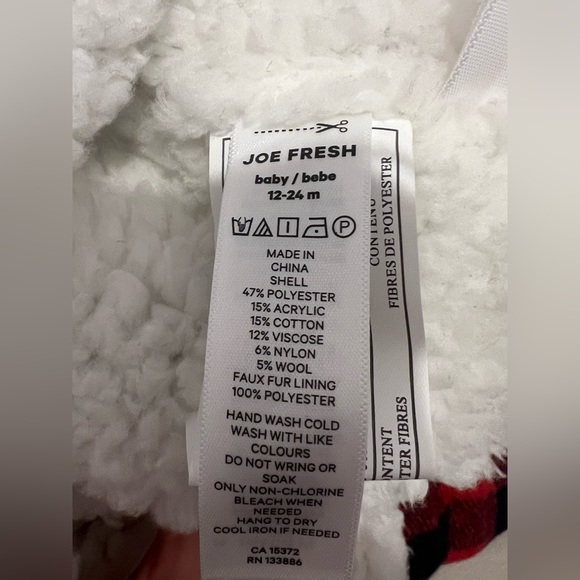 JOE FRESH
baby / bebe
12-24 m
MADE IN
CHINA
SHELL
47% POLYESTER
15% ACRYLIC
15% COTTON
12% VISCOSE
6% NYLON
5% WOOL
FAUX FUR LINING
100% POLYESTER
HAND WASH COLD
WASH WITH LIKE
COLOURS
DO NOT WRING OR
SOAK
ONLY NON-CHLORINE
BLEACH WHEN
NEEDED
HANG TO DRY
COOL IRON IF NEEDED
CA 15372
RN 133886
CONTENU
FIBRES DE POLYESTER
NTENT
TER FIBRES